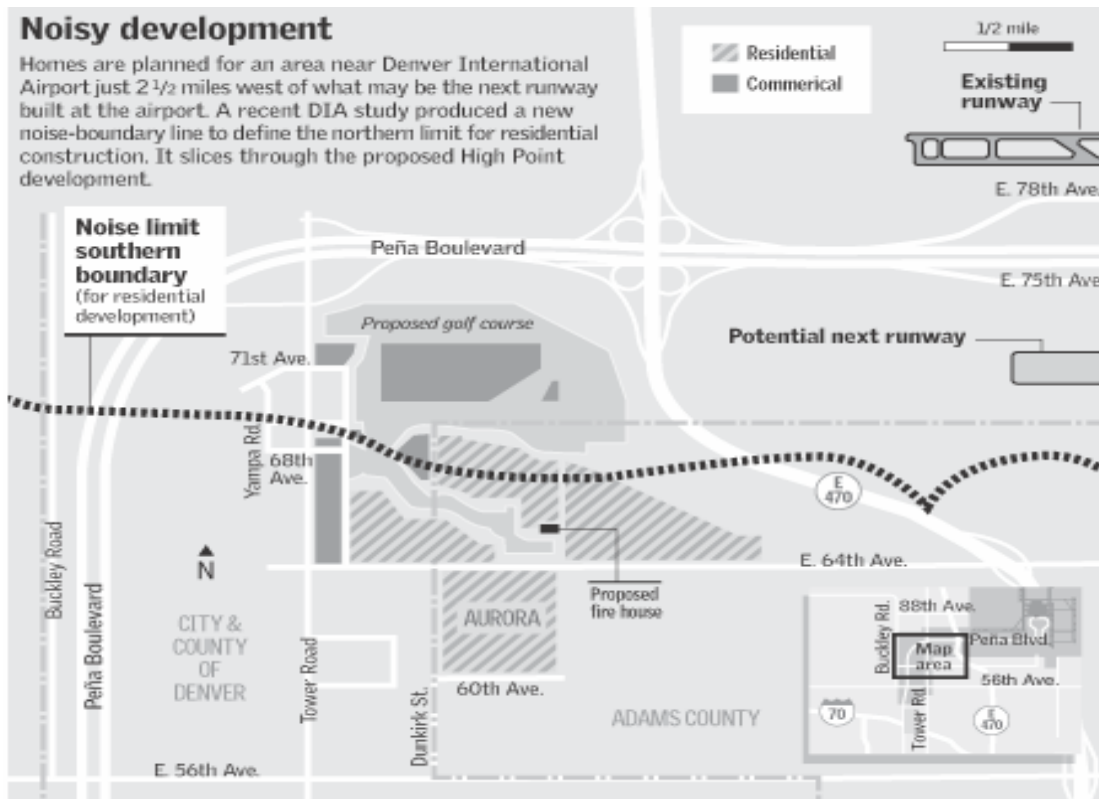 Noisy development
Homes are planned for an area near Denver International
Airport just 2 1/2 miles west of what may be the next runway
built at the airport. A recent DIA study produced a new
noise-boundary line to define the northern limit for residential
construction. It slices through the proposed High Point
development.
Residential
Commerical
1/2 mile
Existing
runway
E. 78th Ave.
Noise limit
southern
boundary
(for residential
development)
Peña Boulevard
E. 75th Ave
Proposed golf course
Potential next runway
71st Ave.
Yampa Rd.
68th
Ave.
E
470
Buckley Road
Peña Boulevard
N
E. 64th Ave.
Proposed
fire house
CITY &
COUNTY
OF
DENVER
Tower Road
AURORA
60th Ave.
Dunkirk St.
ADAMS COUNTY
E. 56th Ave.
88th Ave.
Buckley Rd.
Peña Blvd.
Map
area
56th Ave.
70
Tower Rd.
E
470